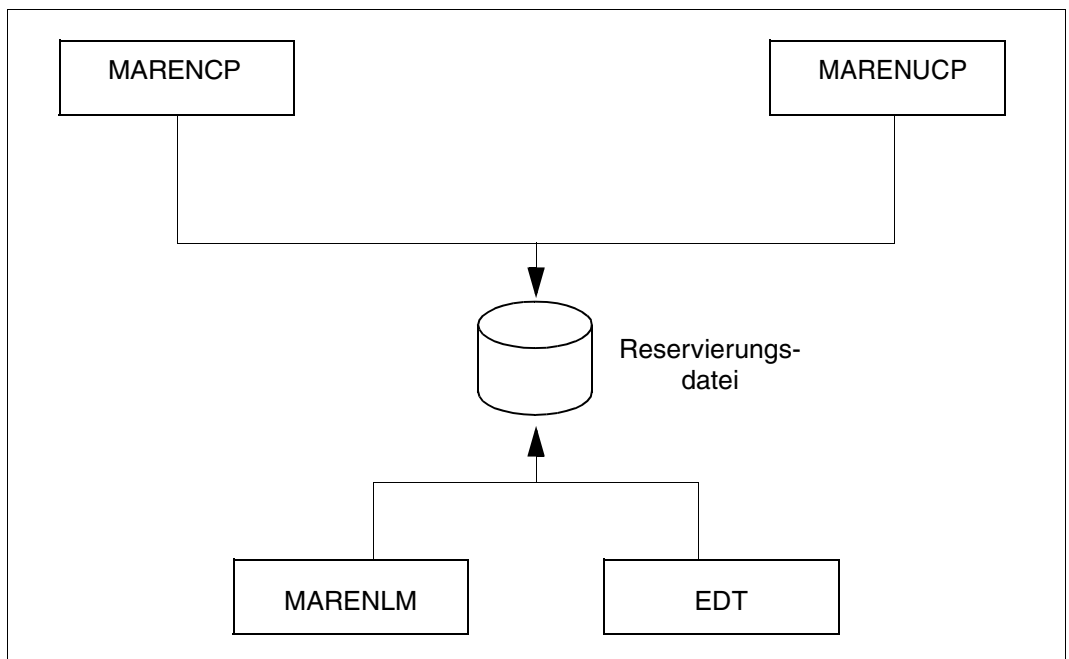 MARENCP
MARENUCP
Reservierungs-
datei
MARENLM
EDT